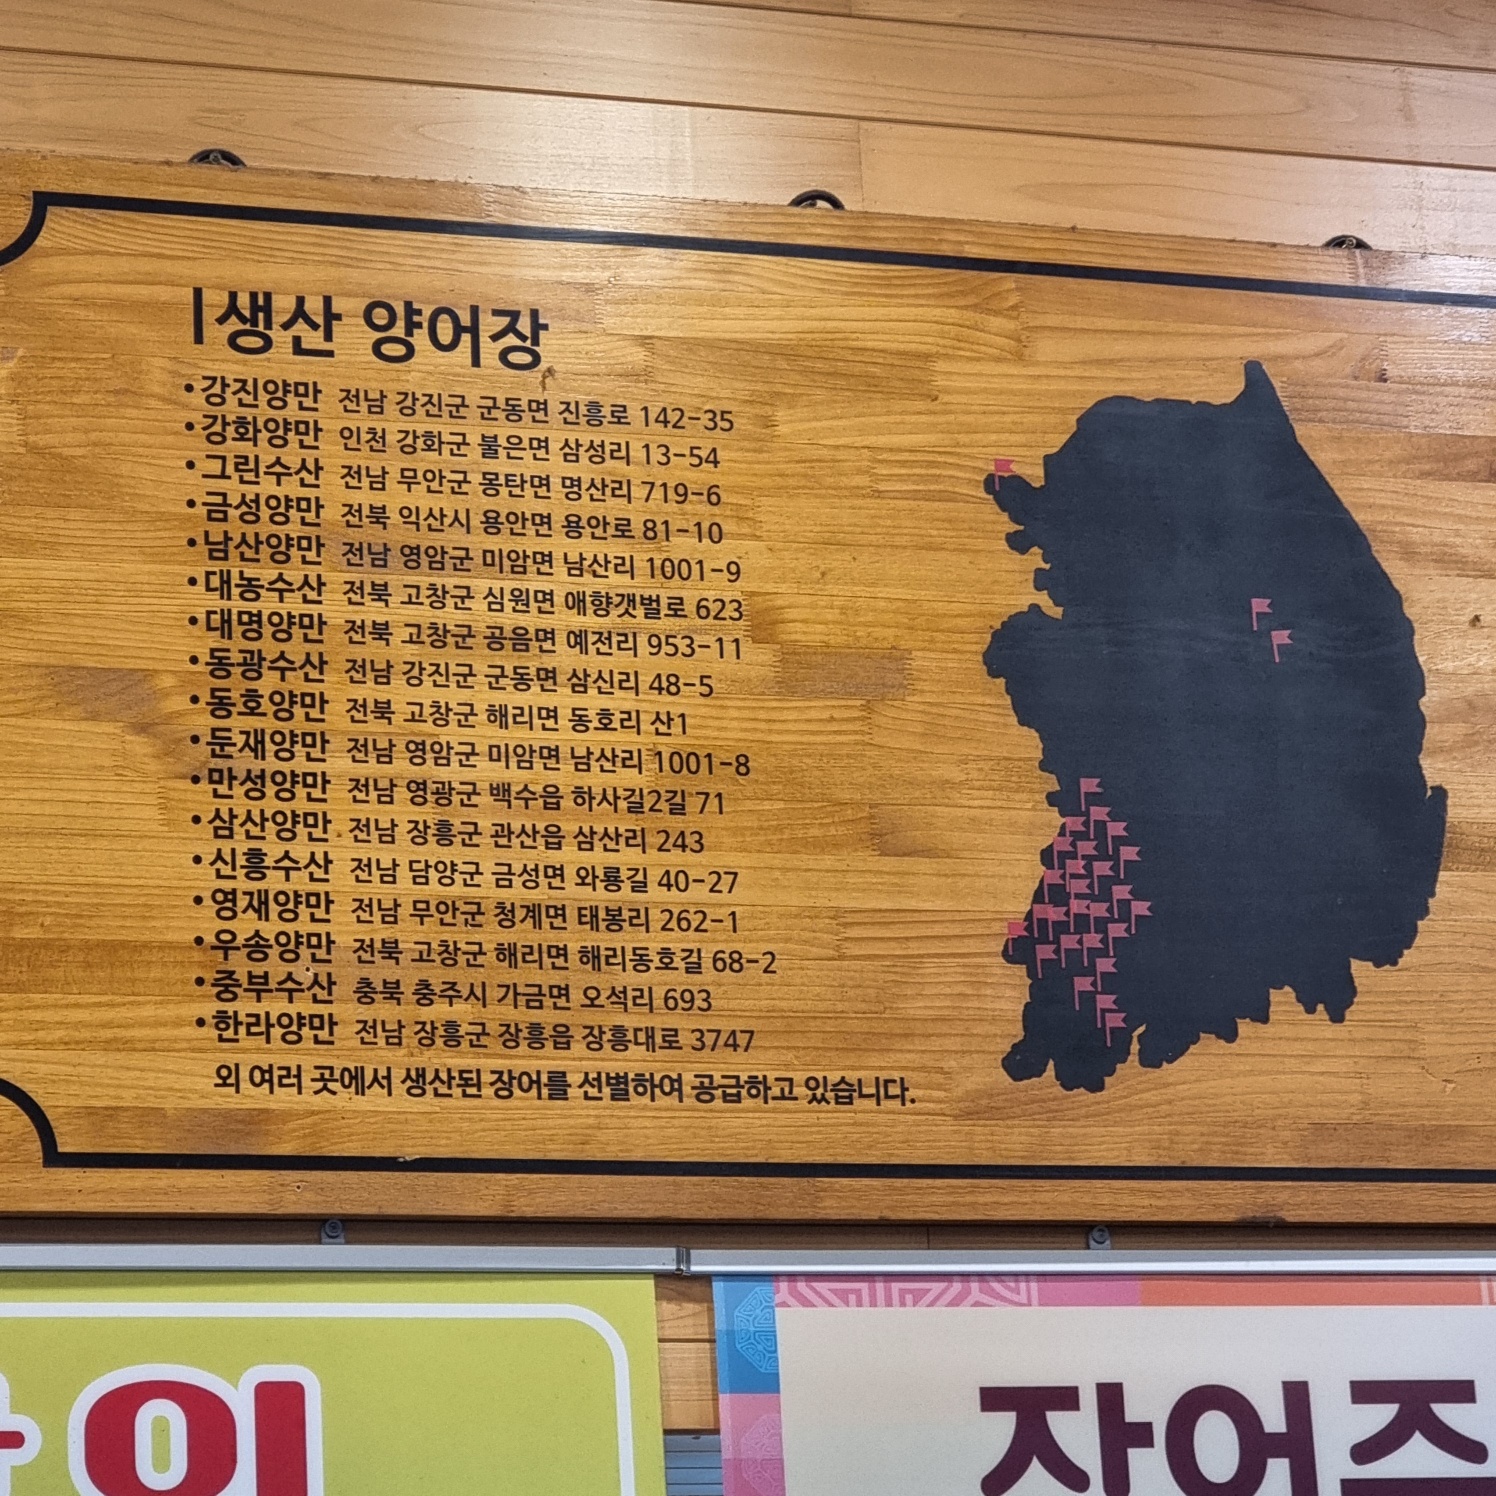 생산 양어장
•강진양만 전남 강진군 군동면 진흥로 142-35
•강화양만 인천 강화군 불은면 삼성리 13-54
•그린수산 전남 무안군 몽탄면 명산리 719-6
•금성양만 전북 익산시 용안면 용안로 81-10
•남산양만 전남 영암군 미암면 남산리 1001-9
•대농수산 전북 고창군 심원면 애향갯벌로 623
•대명양만 전북 고창군 공음면 예전리 953-11
•동광수산 전남 강진군 군동면 삼신리 48-5
•동호양만 전북 고창군 해리면 동호리 산1
•둔재양만 전남 영암군 미암면 남산리 1001-8
•만성양만 전남 영광군 백수읍 하사길2길 71
•삼산양만 전남 장흥군 관산읍 삼산리 243
•신흥수산 전남 담양군 금성면 와룡길 40-27
•영재양만 전남 무안군 청계면 태봉리 262-1
•우송양만 전북 고창군 해리면 해리동호길 68-2
•중부수산 충북 충주시 가금면 오석리 693
•한라양만 전남 장흥군 장흥읍 장흥대로 3747
외 여러 곳에서 생산된 장어를 선별하여 공급하고 있습니다.
장어즈